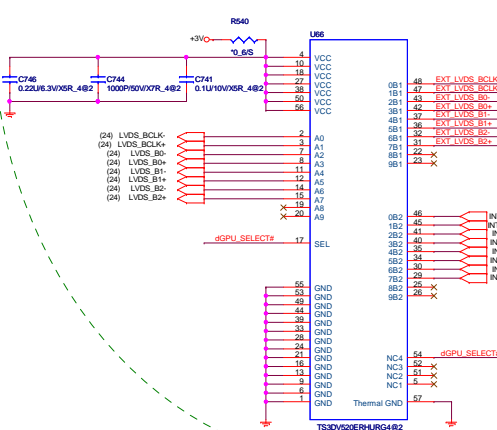 R540
+3V
*0_6/S
U66
C746
0.22U/6.3V/X5R_4@2
C744
1000P/50V/X7R_4@2
C741
0.1U/10V/X5R_4@2
4 VCC
10 VCC
18 VCC
27 VCC
38 VCC
50 VCC
56 VCC
0B1 48 EXT_LVDS_BCLK
1B1 47 EXT_LVDS_BCLK
2B1 43 EXT_LVDS_B0-
3B1 42 EXT_LVDS_B0+
4B1 37 EXT_LVDS_B1-
5B1 36 EXT_LVDS_B1+
6B1 32 EXT_LVDS_B2-
7B1 31 EXT_LVDS_B2+
8B1 22
9B1 23
(24) LVDS_BCLK- 2 A0
(24) LVDS_BCLK+ 3 A1
(24) LVDS_B0- 7 A2
(24) LVDS_B0+ 8 A3
(24) LVDS_B1- 11 A4
(24) LVDS_B1+ 12 A5
(24) LVDS_B2- 14 A6
(24) LVDS_B2+ 15 A7
19 A8
20 A9
0B2 46 IN
1B2 45 INT
2B2 41 IN
3B2 40 IN
4B2 35 IN
5B2 34 IN
6B2 30 IN
7B2 29 IN
8B2 25
9B2 26
dGPU_SELECT# 17 SEL
55 GND
53 GND
49 GND
44 GND
39 GND
33 GND
28 GND
24 GND
21 GND
16 GND
13 GND
9 GND
6 GND
1 GND
NC4 54 dGPU_SELECT#
NC3 52
NC2 51
NC1 5
Thermal GND 57
TS3DV520ERHURG4@2